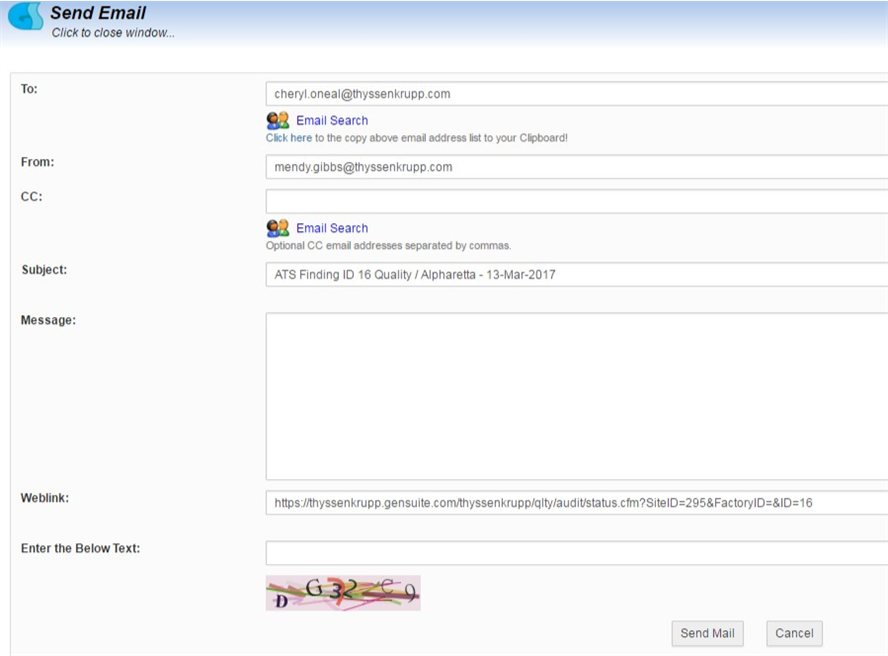 Send Email
Click to close window...
To:
cheryl.oneal@thyssenkrupp.com
Email Search
Click here to the copy above email address list to your Clipboard!
From:
mendy.gibbs@thyssenkrupp.com
CC:
Email Search
Optional CC email addresses separated by commas.
Subject:
ATS Finding ID 16 Quality / Alpharetta - 13-Mar-2017
Message:
Weblink:
https://thyssenkrupp.gensuite.com/thyssenkrupp/qlty/audit/status.cfm?SiteID=295&FactoryID=&ID=16
Enter the Below Text:
Send Mail Cancel